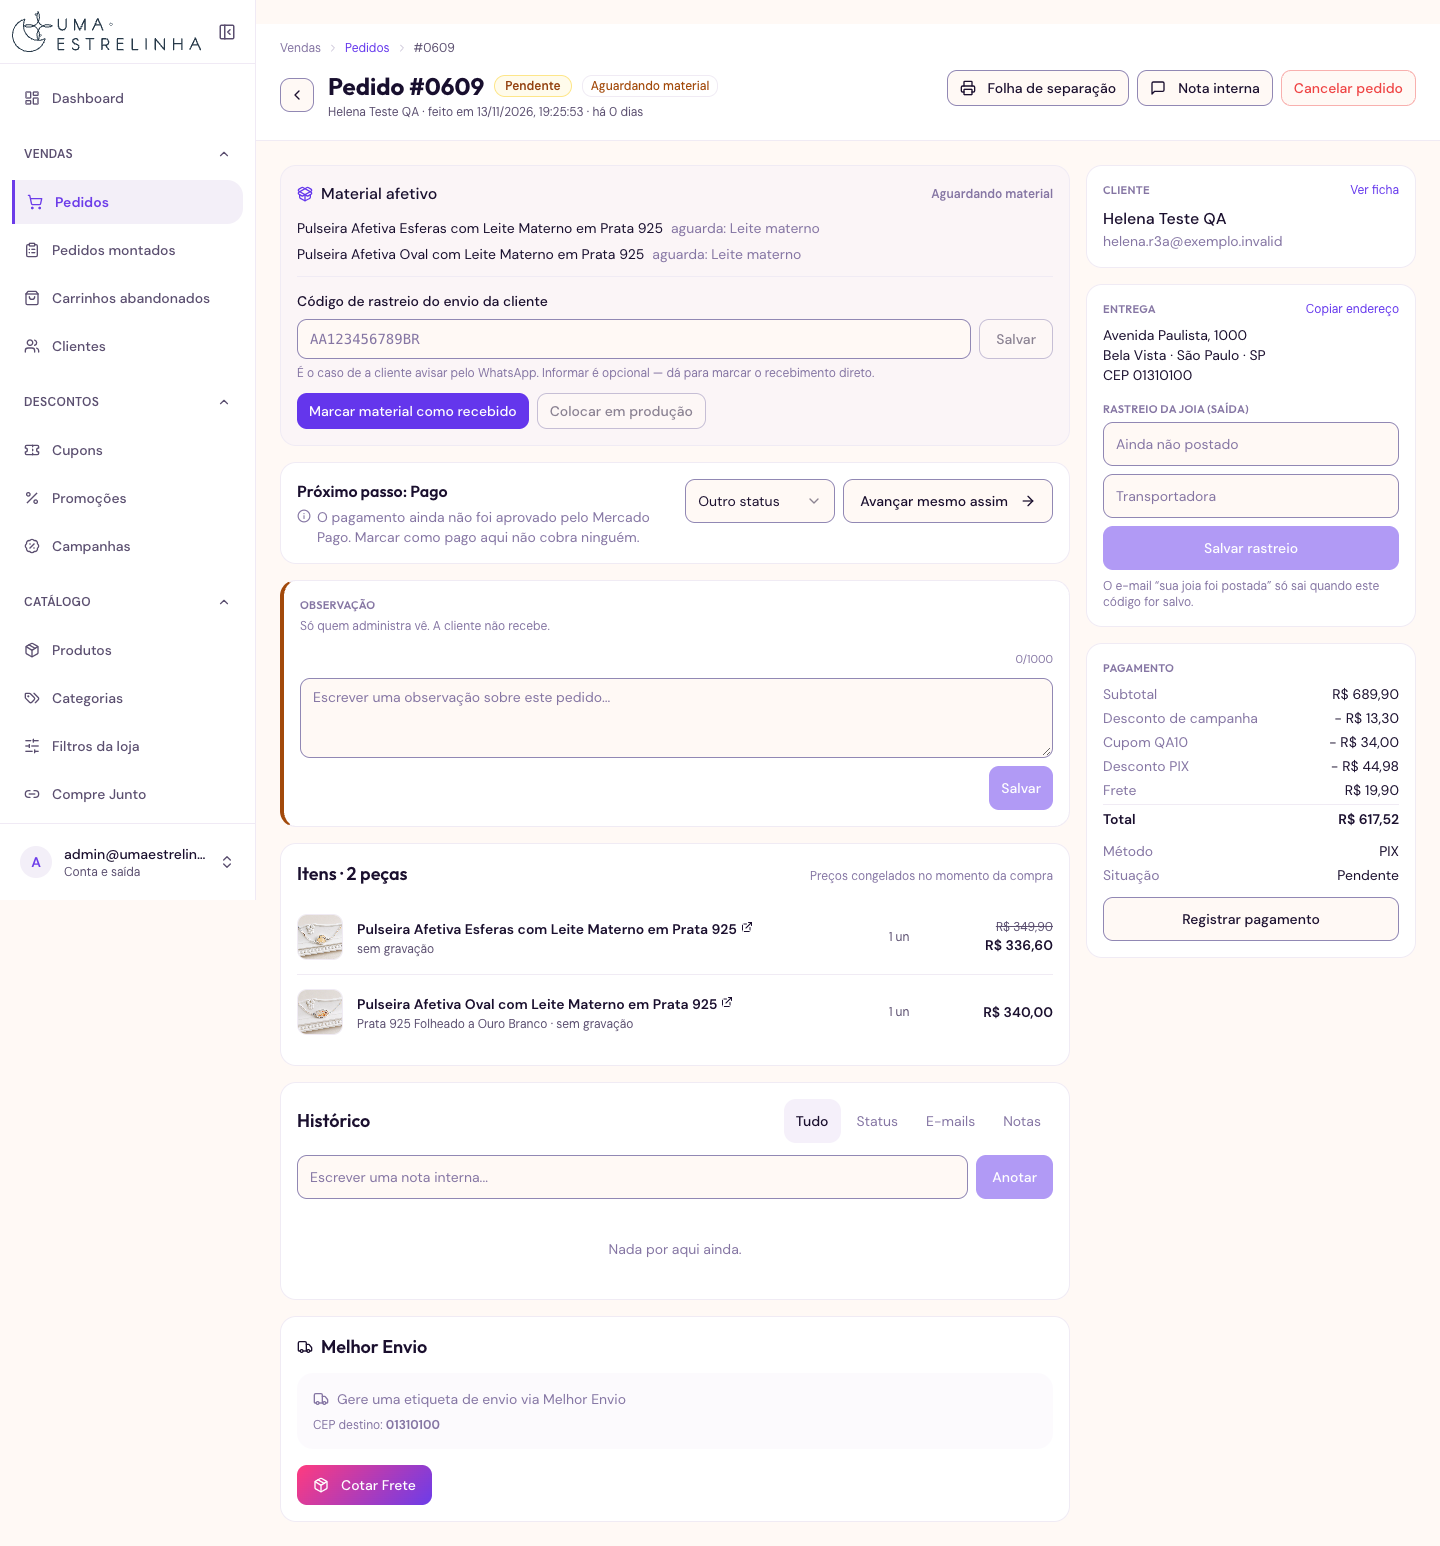 UMA
ESTRELINHA
Dashboard
VENDAS
Pedidos
Pedidos montados
Carrinhos abandonados
Clientes
DESCONTOS
Cupons
Promoções
Campanhas
CATÁLOGO
Produtos
Categorias
Filtros da loja
Compre Junto
A
admin@umaestrelin...
Conta e saída
Vendas
Pedidos
#0609
Pedido #0609
Pendente
Aguardando material
Helena Teste QA · feito em 13/11/2026, 19:25:53 · há 0 dias
Folha de separação
Nota interna
Cancelar pedido
Material afetivo
Aguardando material
Pulseira Afetiva Esferas com Leite Materno em Prata 925 aguarda: Leite materno
Pulseira Afetiva Oval com Leite Materno em Prata 925 aguarda: Leite materno
Código de rastreio do envio da cliente
AA123456789BR
Salvar
É o caso de a cliente avisar pelo WhatsApp. Informar é opcional — dá para marcar o recebimento direto.
Marcar material como recebido
Colocar em produção
Próximo passo: Pago
O pagamento ainda não foi aprovado pelo Mercado
Pago. Marcar como pago aqui não cobra ninguém.
Outro status
Avançar mesmo assim
OBSERVAÇÃO
Só quem administra vê. A cliente não recebe.
0/1000
Escrever uma observação sobre este pedido...
Salvar
Itens · 2 peças
Preços congelados no momento da compra
Pulseira Afetiva Esferas com Leite Materno em Prata 925
sem gravação
1 un
R$ 349,90
R$ 336,60
Pulseira Afetiva Oval com Leite Materno em Prata 925
Prata 925 Folheado a Ouro Branco · sem gravação
1 un
R$ 340,00
Histórico
Tudo
Status
E-mails
Notas
Escrever uma nota interna...
Anotar
Nada por aqui ainda.
Melhor Envio
Gere uma etiqueta de envio via Melhor Envio
CEP destino: 01310100
Cotar Frete
CLIENTE
Ver ficha
Helena Teste QA
helena.r3a@exemplo.invalid
ENTREGA
Copiar endereço
Avenida Paulista, 1000
Bela Vista · São Paulo · SP
CEP 01310100
RASTREIO DA JOIA (SAÍDA)
Ainda não postado
Transportadora
Salvar rastreio
O e-mail “sua joia foi postada” só sai quando este
código for salvo.
PAGAMENTO
Subtotal R$ 689,90
Desconto de campanha - R$ 13,30
Cupom QA10 - R$ 34,00
Desconto PIX - R$ 44,98
Frete R$ 19,90
Total R$ 617,52
Método PIX
Situação Pendente
Registrar pagamento